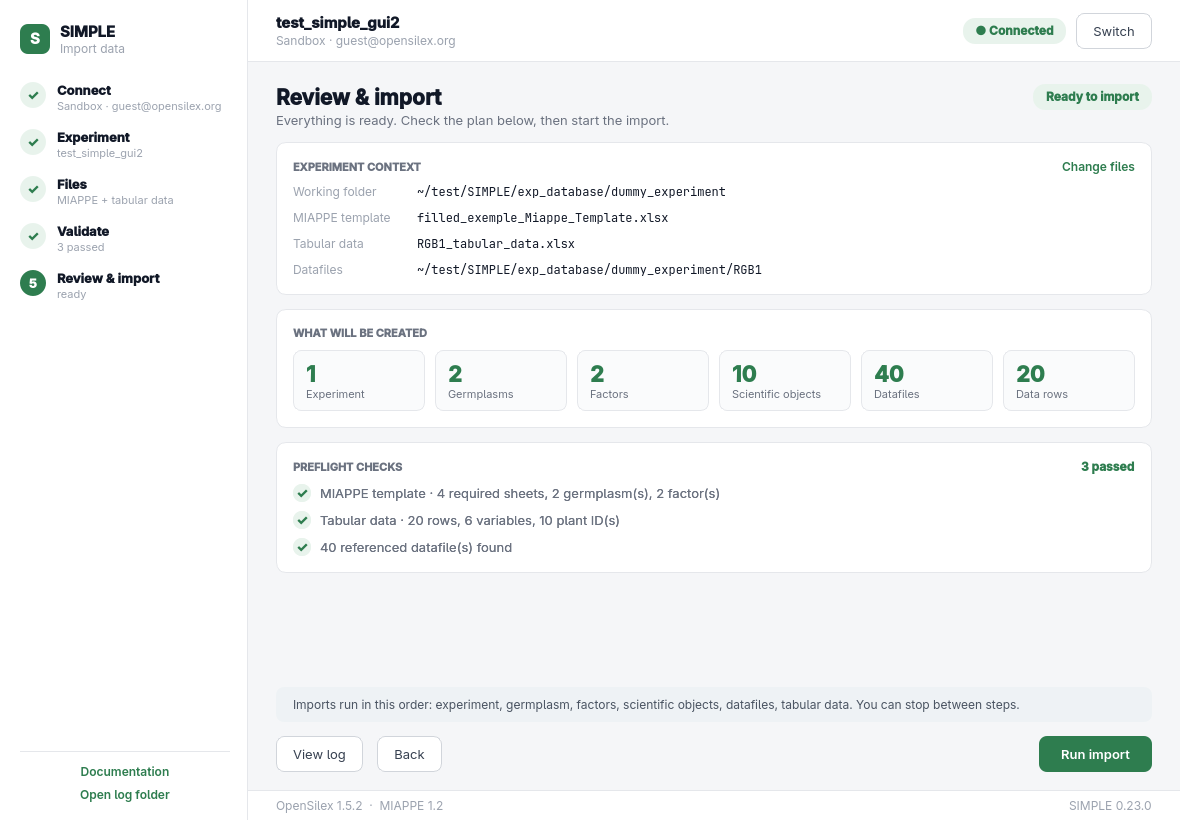 S
SIMPLE
Import data
Connect
Sandbox · guest@opensilex.org
Experiment
test_simple_gui2
Files
MIAPPE + tabular data
Validate
3 passed
5
Review & import
ready
Documentation
Open log folder
test_simple_gui2
Sandbox · guest@opensilex.org
Connected
Switch
Review & import
Ready to import
Everything is ready. Check the plan below, then start the import.
EXPERIMENT CONTEXT
Change files
Working folder ~/test/SIMPLE/exp_database/dummy_experiment
MIAPPE template filled_exemple_Miappe_Template.xlsx
Tabular data RGB1_tabular_data.xlsx
Datafiles ~/test/SIMPLE/exp_database/dummy_experiment/RGB1
WHAT WILL BE CREATED
1
Experiment
2
Germplasms
2
Factors
10
Scientific objects
40
Datafiles
20
Data rows
PREFLIGHT CHECKS
3 passed
MIAPPE template · 4 required sheets, 2 germplasm(s), 2 factor(s)
Tabular data · 20 rows, 6 variables, 10 plant ID(s)
40 referenced datafile(s) found
Imports run in this order: experiment, germplasm, factors, scientific objects, datafiles, tabular data. You can stop between steps.
View log
Back
Run import
OpenSilex 1.5.2 · MIAPPE 1.2
SIMPLE 0.23.0